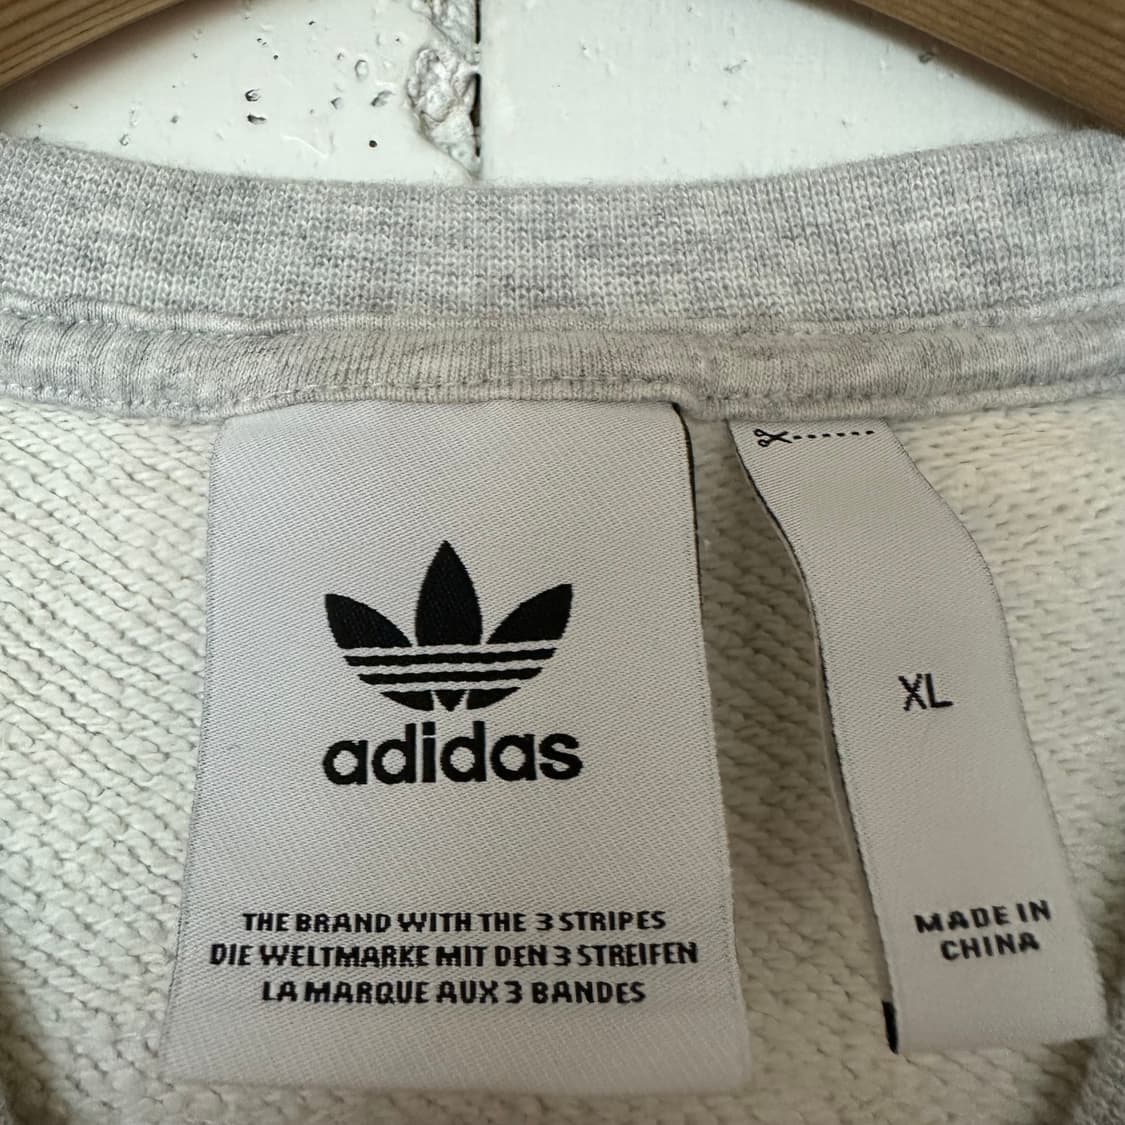 adidas
THE BRAND WITH THE 3 STRIPES
DIE WELTMARKE MIT DEN 3 STREIFEN
LA MARQUE AUX 3 BANDES
XL
MADE IN
CHINA